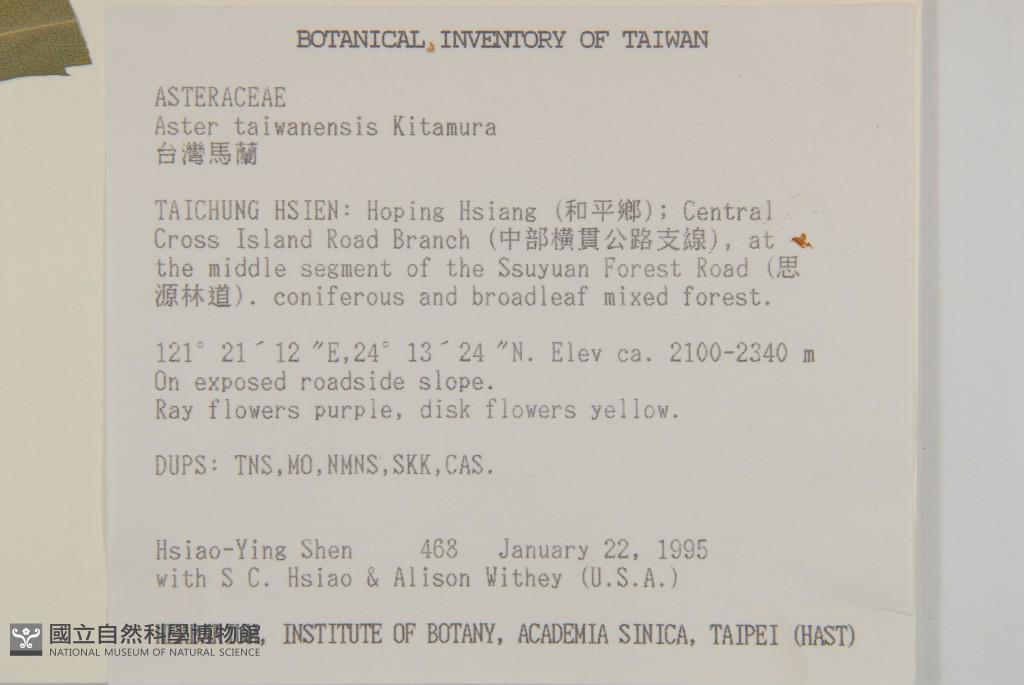 BOTANICAL INVENTORY OF TAIWAN
ASTERACEAE
Aster taiwanensis Kitamura
台灣馬蘭
TAICHUNG HSIEN: Hoping Hsiang (和平鄉); Central
Cross Island Road Branch (中部橫貫公路支線), at
the middle segment of the Ssuyuan Forest Road (思
源林道). coniferous and broadleaf mixed forest.
121° 21´12 ″E,24° 13´24 ″N. Elev ca. 2100-2340 m
On exposed roadside slope.
Ray flowers purple, disk flowers yellow.
DUPS: TNS,MO,NMNS,SKK,CAS.
Hsiao-Ying Shen 468 January 22, 1995
with S C. Hsiao & Alison Withey (U.S.A.)
INSTITUTE OF BOTANY, ACADEMIA SINICA, TAIPEI (HAST)
國立自然科學博物館
NATIONAL MUSEUM OF NATURAL SCIENCE